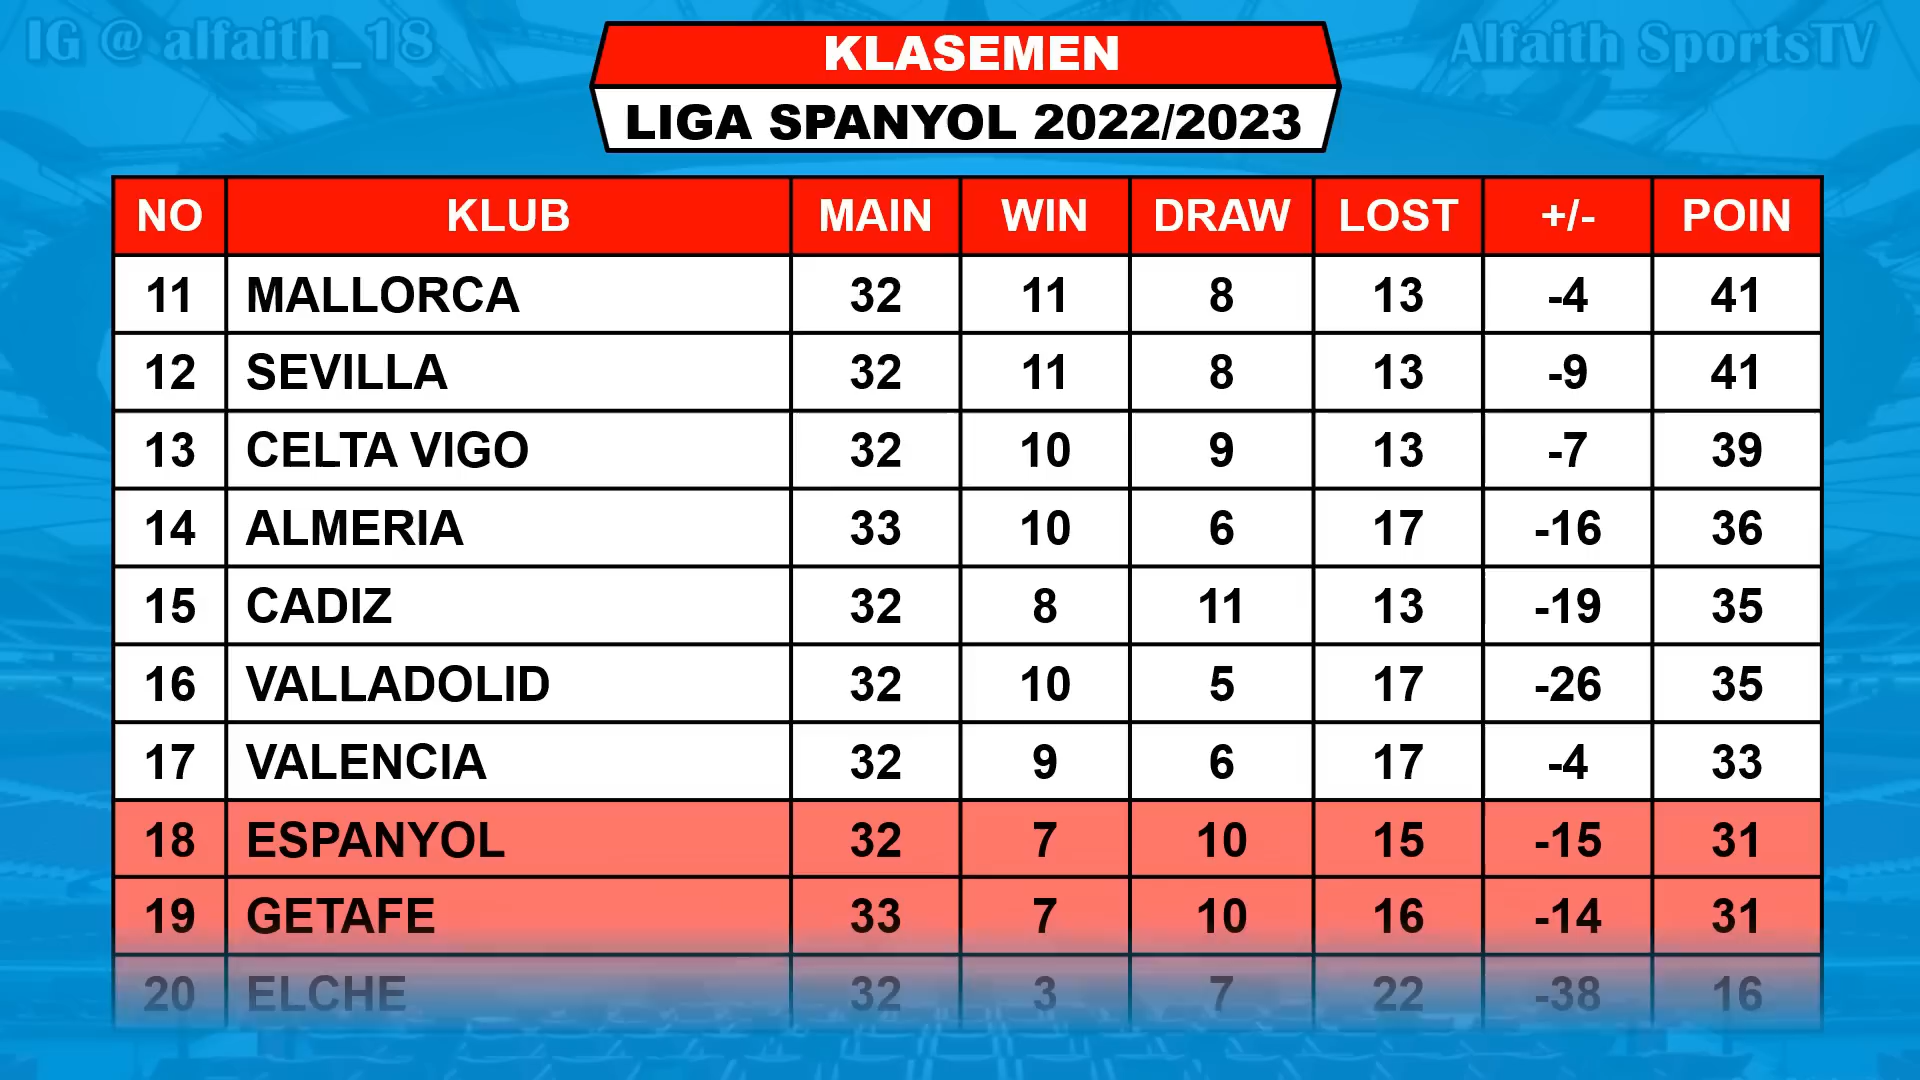 IG @ alfaith_18
Alfaith SportsTV
KLASEMEN
LIGA SPANYOL 2022/2023
NO KLUB MAIN WIN DRAW LOST +/- POIN
11 MALLORCA 32 11 8 13 -4 41
12 SEVILLA 32 11 8 13 -9 41
13 CELTA VIGO 32 10 9 13 -7 39
14 ALMERIA 33 10 6 17 -16 36
15 CADIZ 32 8 11 13 -19 35
16 VALLADOLID 32 10 5 17 -26 35
17 VALENCIA 32 9 6 17 -4 33
18 ESPANYOL 32 7 10 15 -15 31
19 GETAFE 33 7 10 16 -14 31
20 ELCHE 32 3 7 22 -38 16